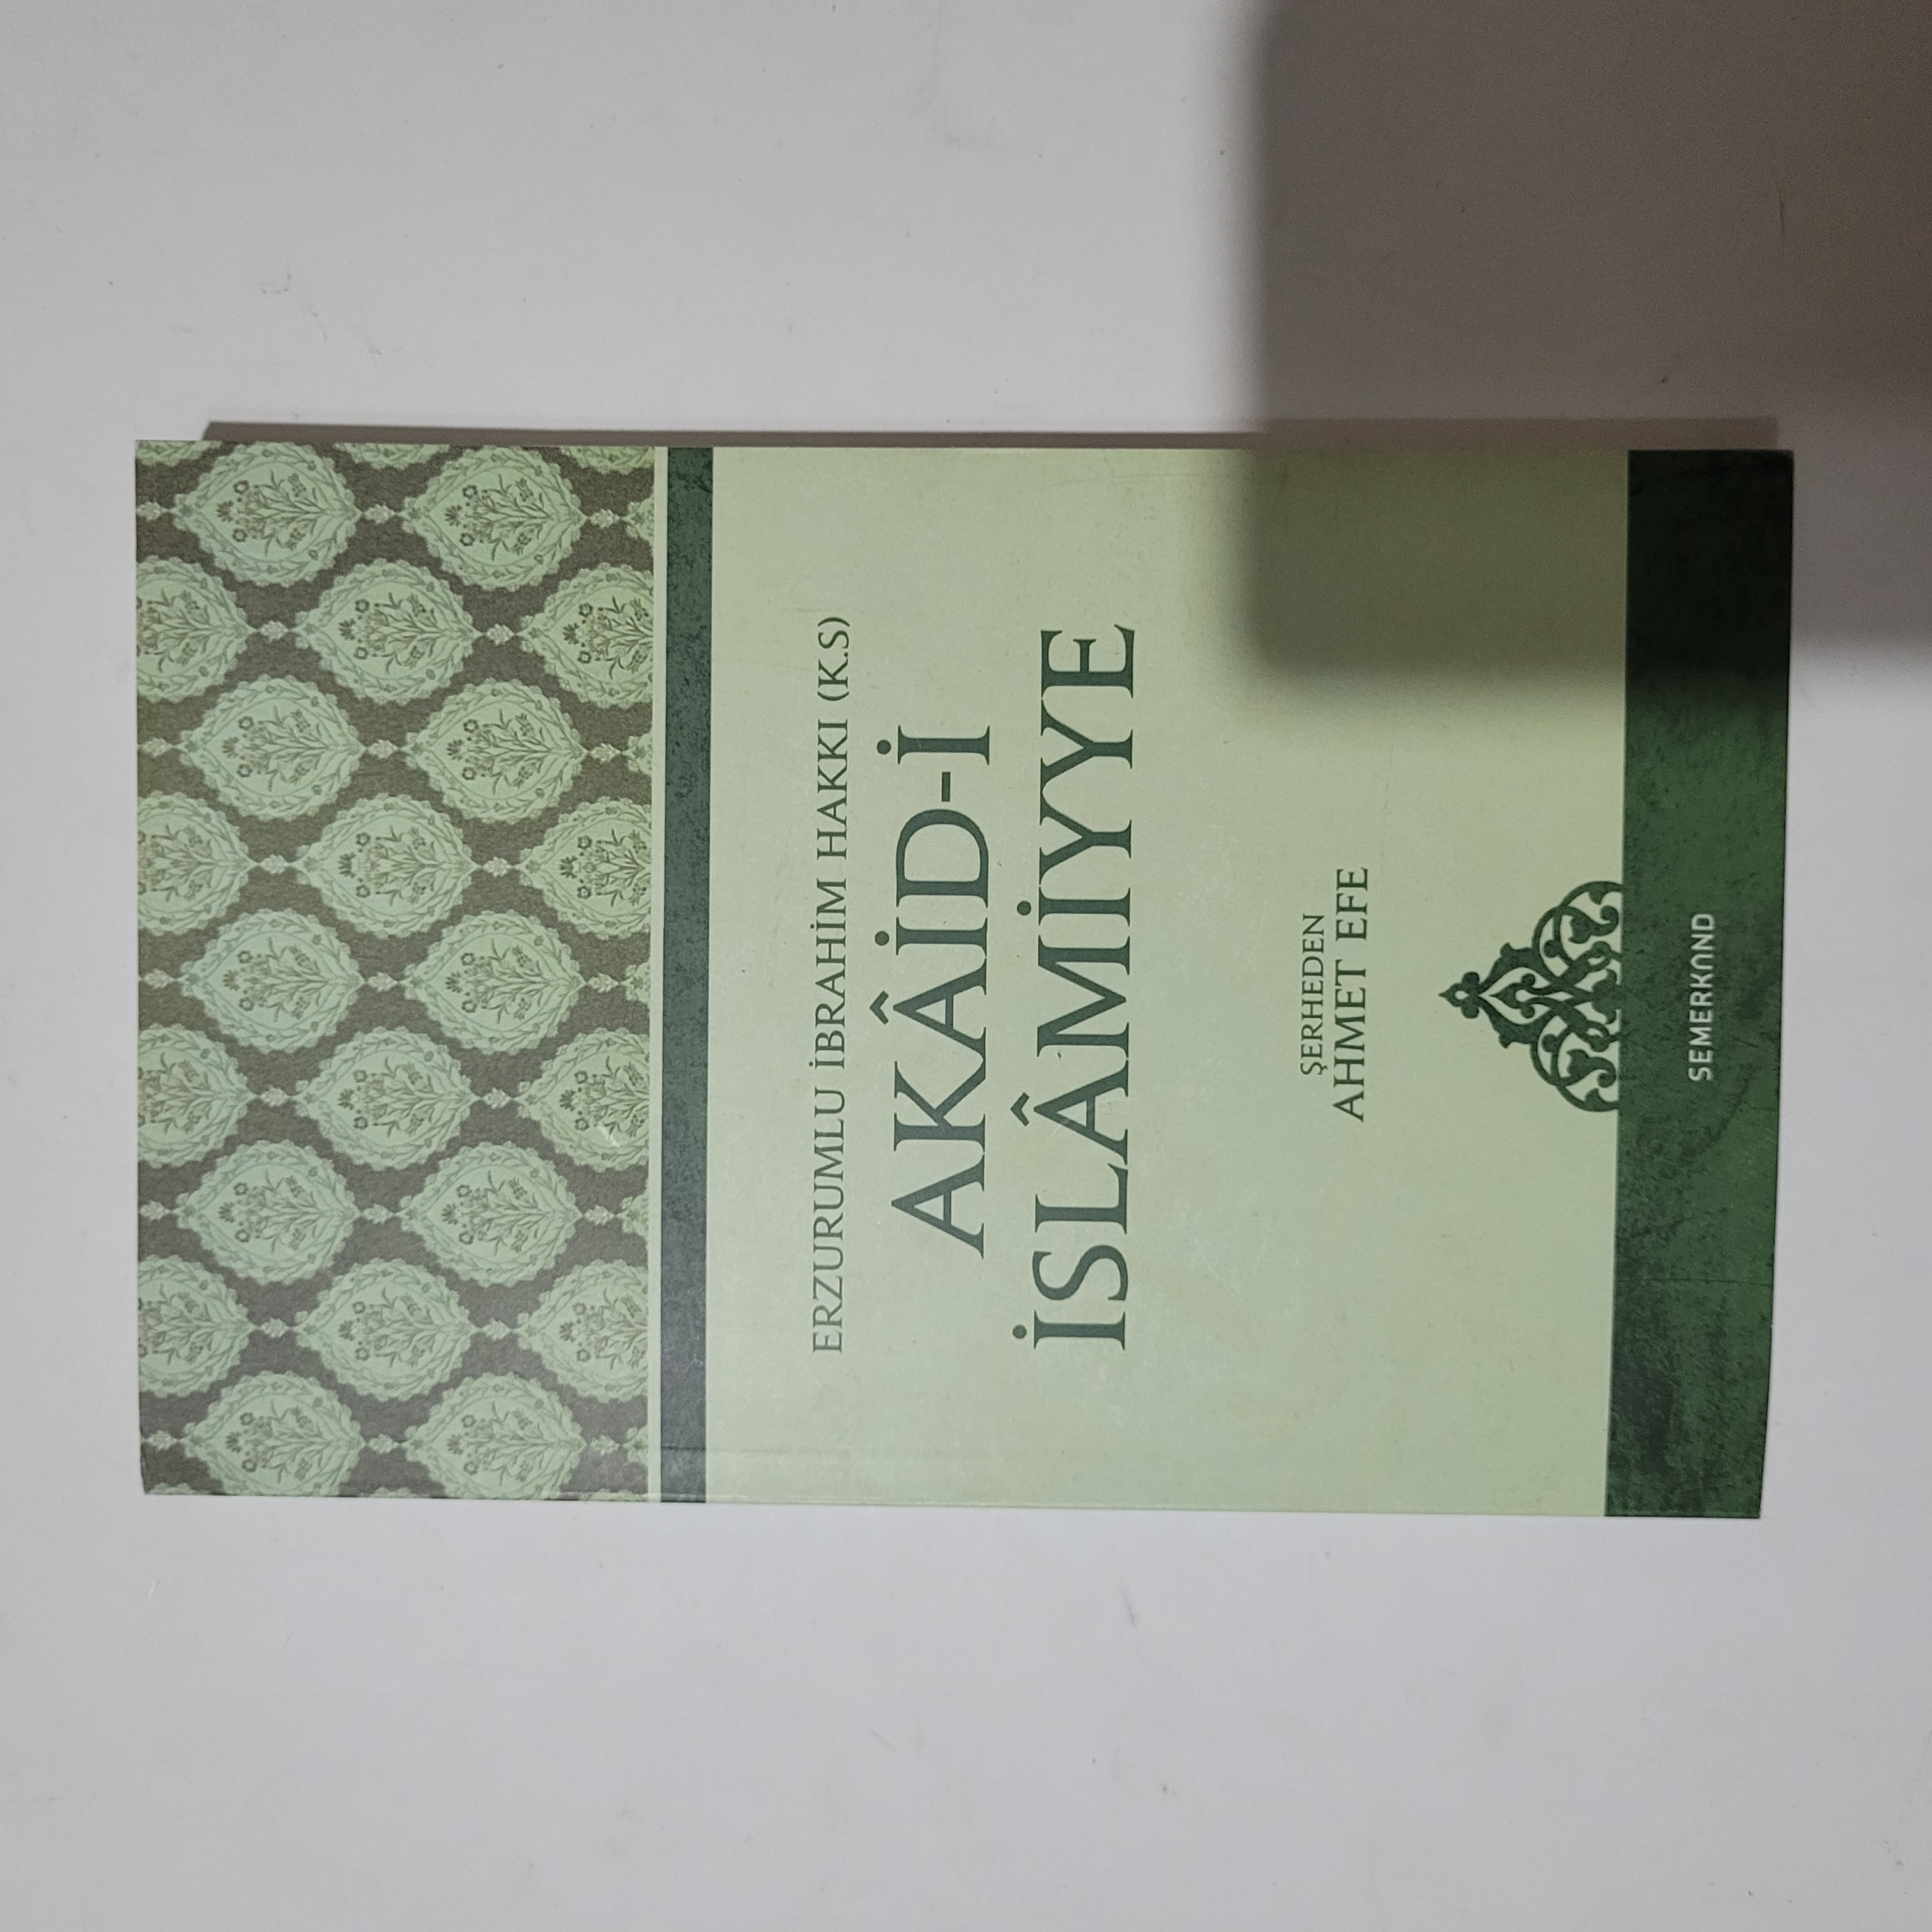 ERZURUMLU İBRAHİM HAKKI (K.S)
AKÂİD-İ
İSLÂMİYYE
ŞERHEDEN
AHMET EFE
SEMERKAND